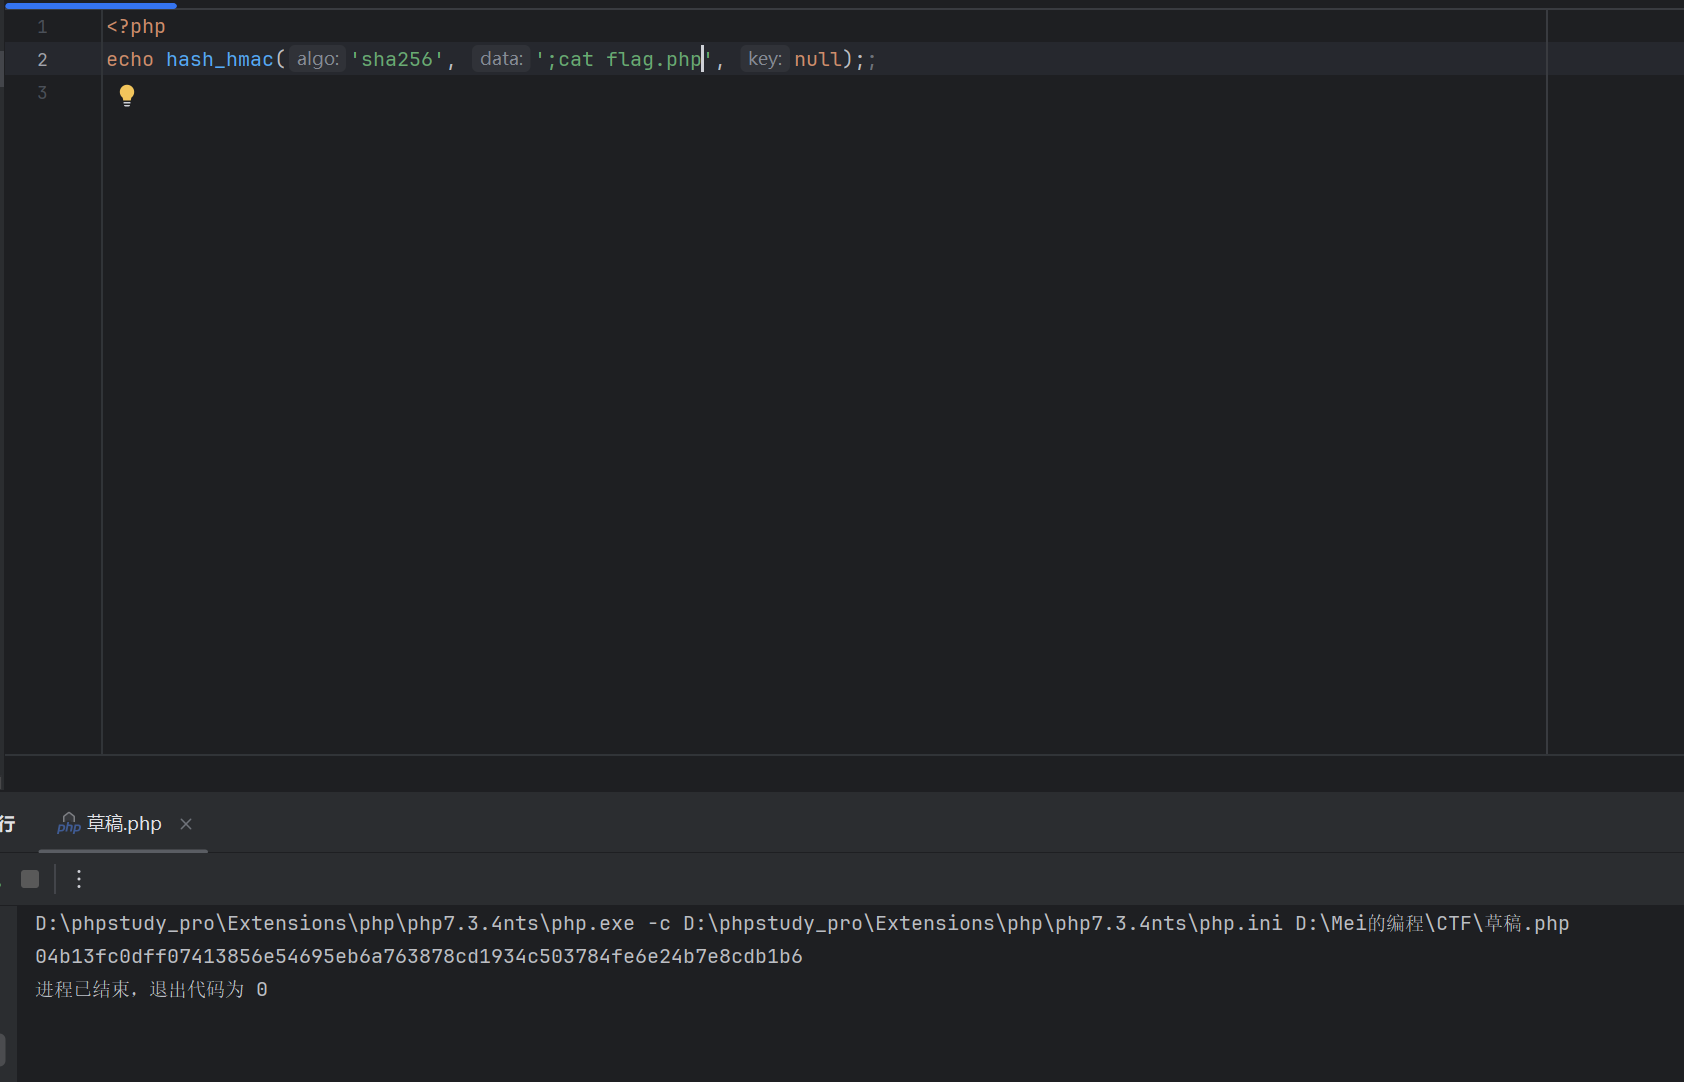 1 <?php
2 echo hash_hmac( algo: 'sha256', data: ';cat flag.php', key: null);;
3
行 php 草稿.php ×
D:\phpstudy_pro\Extensions\php\php7.3.4nts\php.exe -c D:\phpstudy_pro\Extensions\php\php7.3.4nts\php.ini D:\Mei的编程\CTF\草稿.php
04b13fc0dff07413856e54695eb6a763878cd1934c503784fe6e24b7e8cdb1b6
进程已结束，退出代码为 0